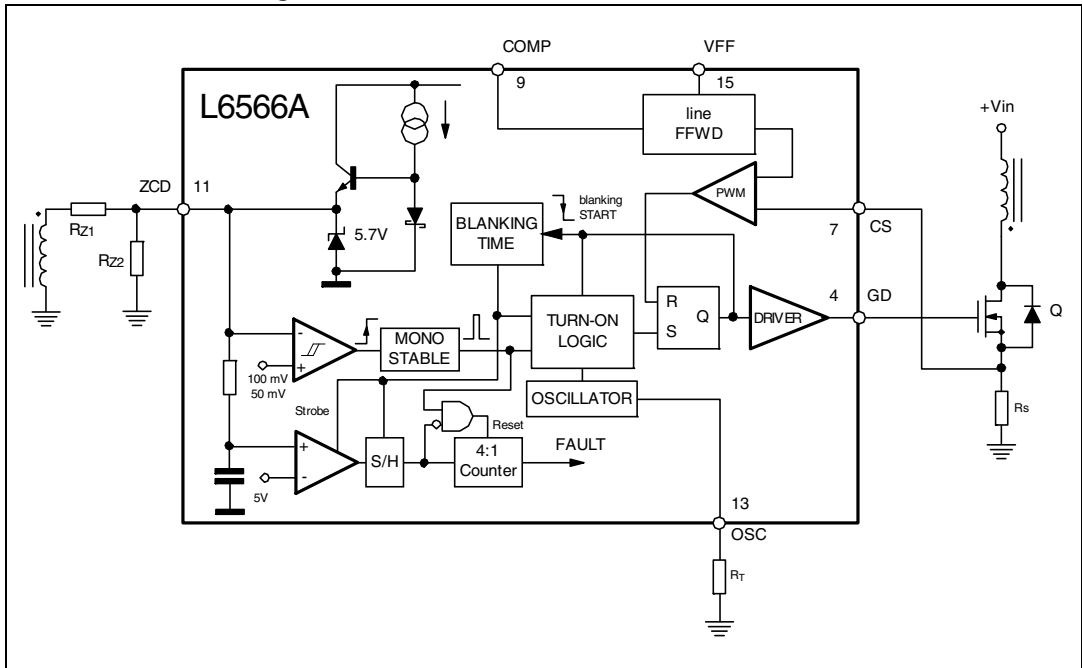 COMP
VFF
9
15
L6566A
line
FFWD
+Vin
ZCD
11
PWM
blanking
START
BLANKING
TIME
5.7V
7
CS
RZ1
RZ2
R
S
Q
4
GD
DRIVER
Q
TURN-ON
LOGIC
MONO
STABLE
-
+
100 mV
50 mV
OSCILLATOR
Rs
Strobe
Reset
FAULT
+
-
S/H
4:1
Counter
5V
13
OSC
RT